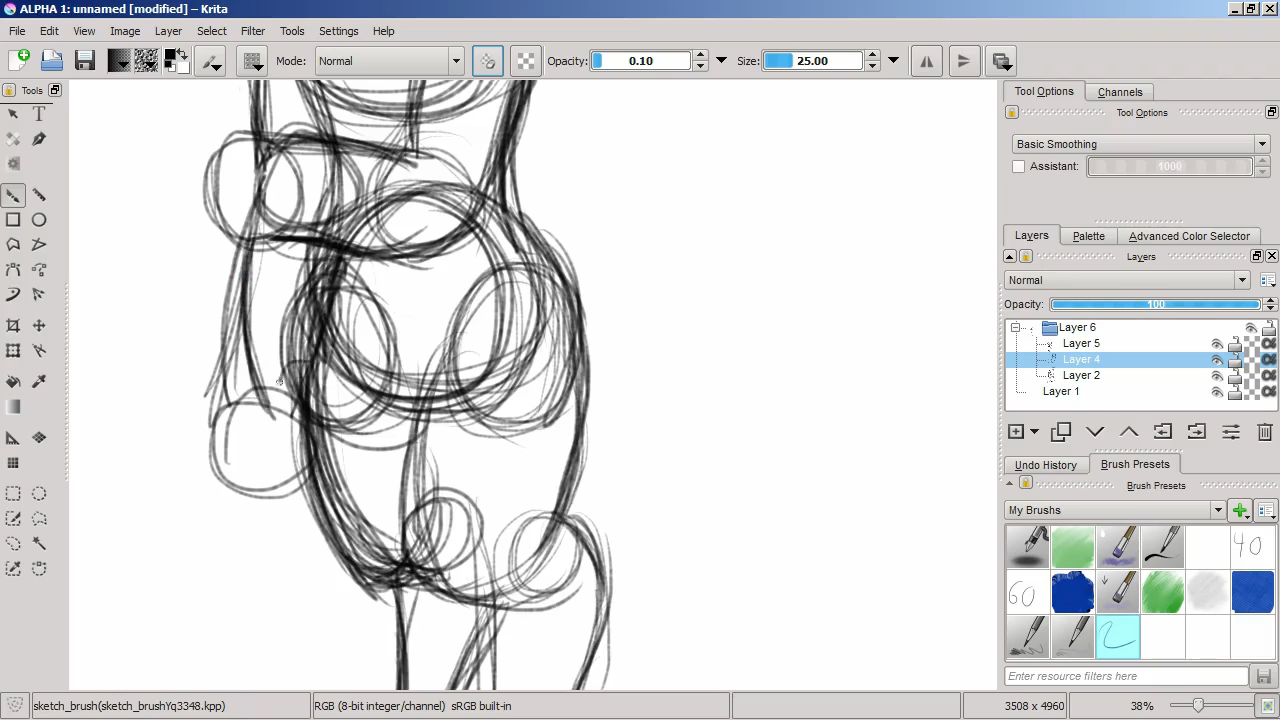 ALPHA 1: unnamed [modified] – Krita
File Edit View Image Layer Select Filter Tools Settings Help
Mode: Normal Opacity: 0.10 Size: 25.00
Tools
T
Tool Options Channels
Tool Options
Basic Smoothing
Assistant: 1000
Layers Palette Advanced Color Selector
Layers
Normal
Opacity: 100
Layer 6
Layer 5
Layer 4
Layer 2
Layer 1
Undo History Brush Presets
Brush Presets
My Brushes
40
60
Enter resource filters here
sketch_brush(sketch_brushYq3348.kpp) RGB (8-bit integer/channel) sRGB built-in 3508 x 4960 38%